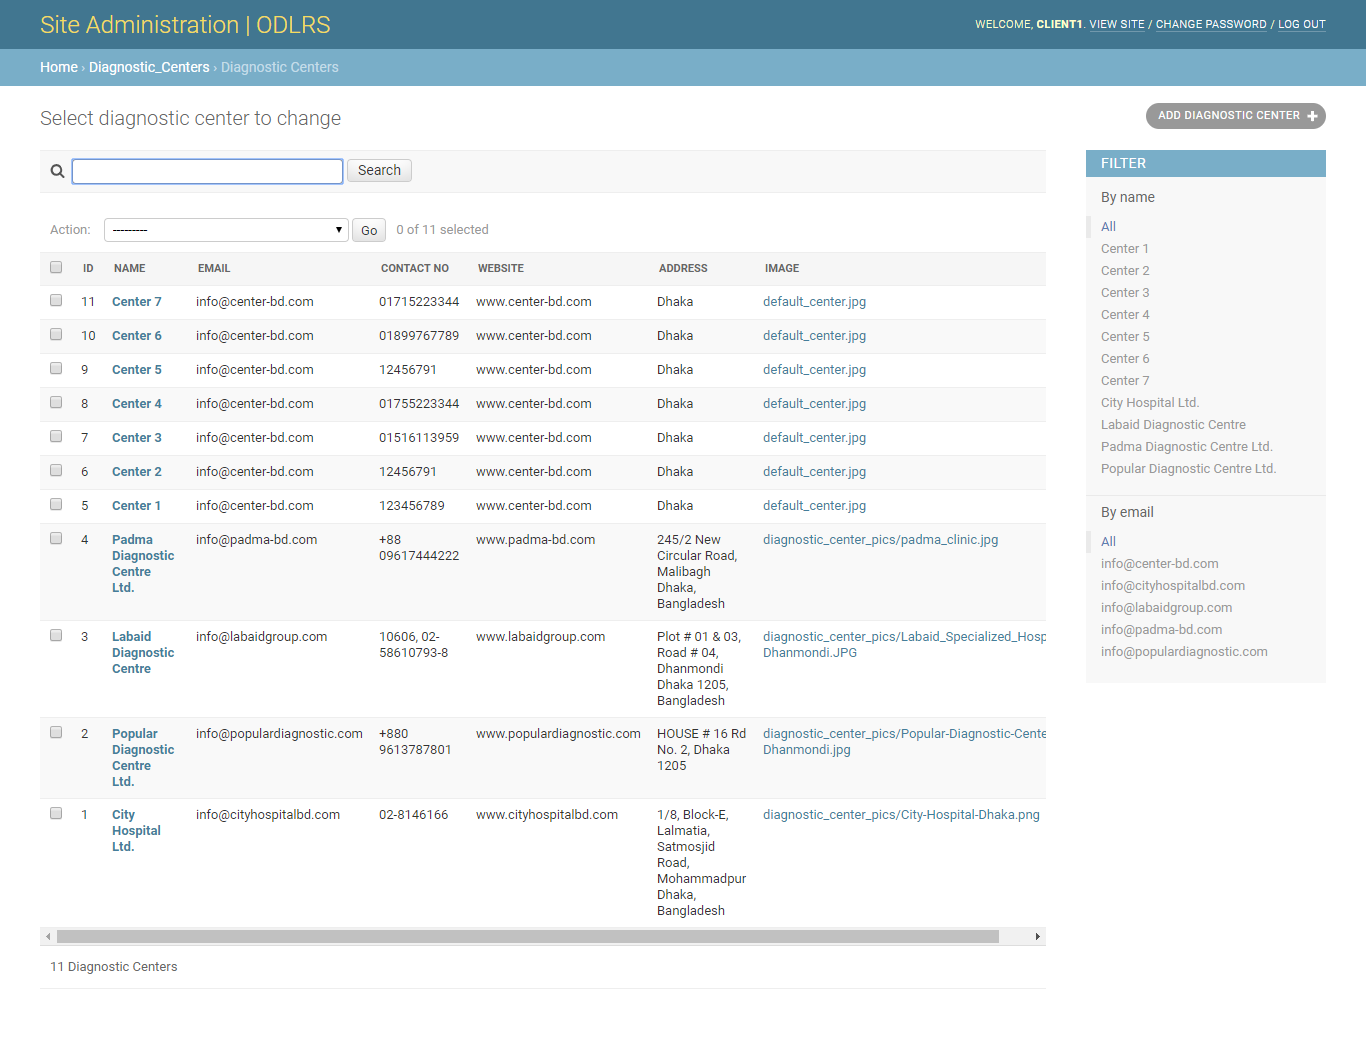 Site Administration | ODLRS
WELCOME, CLIENT1. VIEW SITE / CHANGE PASSWORD / LOG OUT
Home › Diagnostic_Centers › Diagnostic Centers
Select diagnostic center to change
ADD DIAGNOSTIC CENTER +
Search
Action: --------- Go 0 of 11 selected
ID NAME EMAIL CONTACT NO WEBSITE ADDRESS IMAGE
11 Center 7 info@center-bd.com 01715223344 www.center-bd.com Dhaka default_center.jpg
10 Center 6 info@center-bd.com 01899767789 www.center-bd.com Dhaka default_center.jpg
9 Center 5 info@center-bd.com 12456791 www.center-bd.com Dhaka default_center.jpg
8 Center 4 info@center-bd.com 01755223344 www.center-bd.com Dhaka default_center.jpg
7 Center 3 info@center-bd.com 01516113959 www.center-bd.com Dhaka default_center.jpg
6 Center 2 info@center-bd.com 12456791 www.center-bd.com Dhaka default_center.jpg
5 Center 1 info@center-bd.com 123456789 www.center-bd.com Dhaka default_center.jpg
4 Padma info@padma-bd.com +88 www.padma-bd.com 245/2 New diagnostic_center_pics/padma_clinic.jpg
Diagnostic 09617444222 Circular Road,
Centre Malibagh
Ltd. Dhaka,
Bangladesh
3 Labaid info@labaidgroup.com 10606, 02- www.labaidgroup.com Plot # 01 & 03, diagnostic_center_pics/Labaid_Specialized_Hosp
Diagnostic 58610793-8 Road # 04, Dhanmondi.JPG
Centre Dhanmondi
Dhaka 1205,
Bangladesh
2 Popular info@populardiagnostic.com +880 www.populardiagnostic.com HOUSE # 16 Rd diagnostic_center_pics/Popular-Diagnostic-Cente
Diagnostic 9613787801 No. 2, Dhaka Dhanmondi.jpg
Centre 1205
Ltd.
1 City info@cityhospitalbd.com 02-8146166 www.cityhospitalbd.com 1/8, Block-E, diagnostic_center_pics/City-Hospital-Dhaka.png
Hospital Lalmatia,
Ltd. Satmosjid
Road,
Mohammadpur
Dhaka,
Bangladesh
11 Diagnostic Centers
FILTER
By name
All
Center 1
Center 2
Center 3
Center 4
Center 5
Center 6
Center 7
City Hospital Ltd.
Labaid Diagnostic Centre
Padma Diagnostic Centre Ltd.
Popular Diagnostic Centre Ltd.
By email
All
info@center-bd.com
info@cityhospitalbd.com
info@labaidgroup.com
info@padma-bd.com
info@populardiagnostic.com